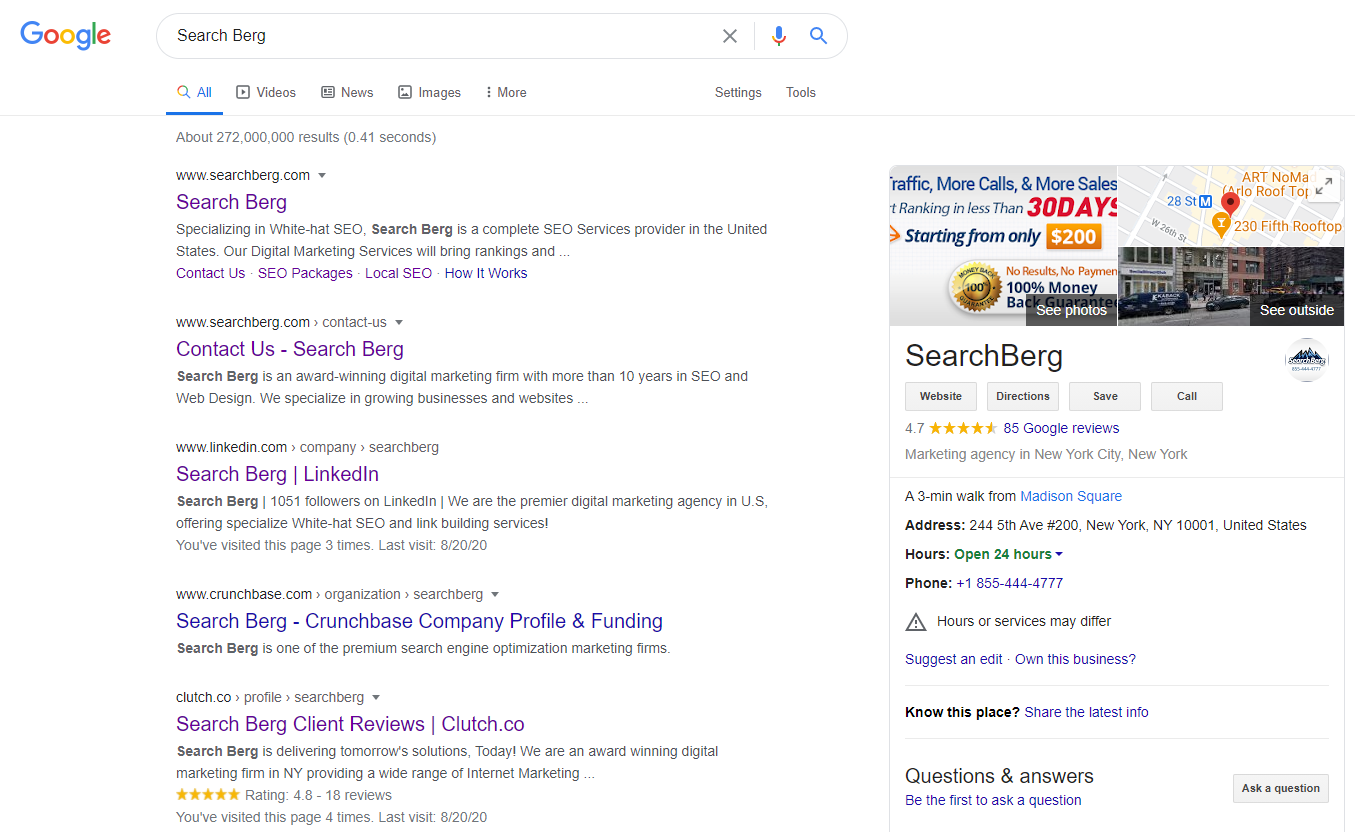 Google
Search Berg
All
Videos
News
Images
More
Settings
Tools
About 272,000,000 results (0.41 seconds)
www.searchberg.com
Search Berg
Specializing in White-hat SEO, Search Berg is a complete SEO Services provider in the United
States. Our Digital Marketing Services will bring rankings and ...
Contact Us · SEO Packages · Local SEO · How It Works
www.searchberg.com › contact-us
Contact Us - Search Berg
Search Berg is an award-winning digital marketing firm with more than 10 years in SEO and
Web Design. We specialize in growing businesses and websites ...
www.linkedin.com › company › searchberg
Search Berg | LinkedIn
Search Berg | 1051 followers on LinkedIn | We are the premier digital marketing agency in U.S,
offering specialize White-hat SEO and link building services!
You've visited this page 3 times. Last visit: 8/20/20
www.crunchbase.com › organization › searchberg
Search Berg - Crunchbase Company Profile & Funding
Search Berg is one of the premium search engine optimization marketing firms.
clutch.co › profile › searchberg
Search Berg Client Reviews | Clutch.co
Search Berg is delivering tomorrow's solutions, Today! We are an award winning digital
marketing firm in NY providing a wide range of Internet Marketing ...
Rating: 4.8 - 18 reviews
You've visited this page 4 times. Last visit: 8/20/20
raffic, More Calls, & More Sales
t Ranking in less Than 30DAYS
Starting from only $200
MONEY BACK
100%
GUARANTEE
No Results, No Paymen
100% Money
Back Guarantee
See photos
ART NoMa
(Arlo Roof Top
28 St M
W 26th St
230 Fifth Rooftop
See outside
SearchBerg
SearchBerg
855-444-4777
Website
Directions
Save
Call
4.7 85 Google reviews
Marketing agency in New York City, New York
A 3-min walk from Madison Square
Address: 244 5th Ave #200, New York, NY 10001, United States
Hours: Open 24 hours
Phone: +1 855-444-4777
Hours or services may differ
Suggest an edit · Own this business?
Know this place? Share the latest info
Questions & answers
Be the first to ask a question
Ask a question